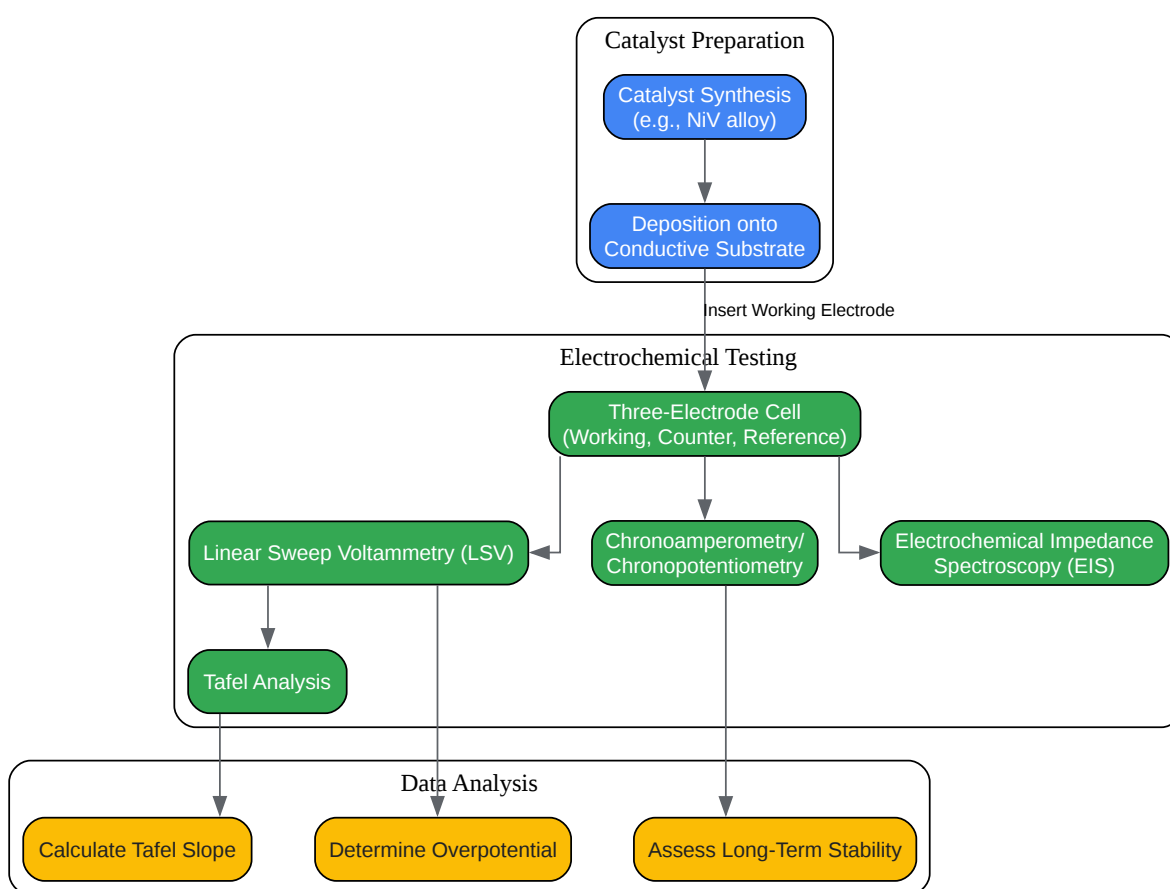 Catalyst Preparation
Catalyst Synthesis
(e.g., NiV alloy)
Deposition onto
Conductive Substrate
Insert Working Electrode
Electrochemical Testing
Three-Electrode Cell
(Working, Counter, Reference)
Linear Sweep Voltammetry (LSV)
Chronoamperometry/
Chronopotentiometry
Electrochemical Impedance
Spectroscopy (EIS)
Tafel Analysis
Data Analysis
Calculate Tafel Slope
Determine Overpotential
Assess Long-Term Stability